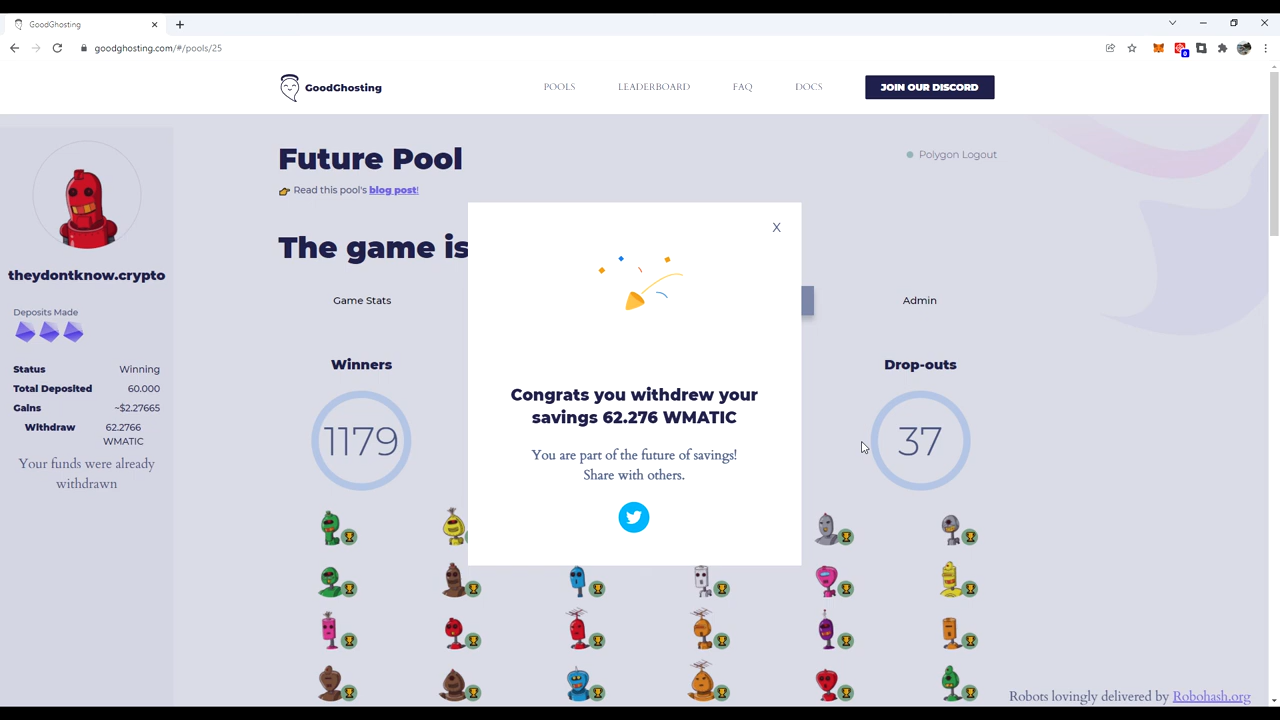 GoodGhosting
goodghosting.com/#/pools/25
GoodGhosting
POOLS
LEADERBOARD
FAQ
DOCS
JOIN OUR DISCORD
theydontknow.crypto
Deposits Made
Status Winning
Total Deposited 60.000
Gains ~$2.27665
Withdraw 62.2766
WMATIC
Your funds were already
withdrawn
Future Pool
Polygon Logout
👉 Read this pool's blog post!
The game is
Game Stats
Admin
Winners
1179
Drop-outs
37
X
Congrats you withdrew your
savings 62.276 WMATIC
You are part of the future of savings!
Share with others.
Robots lovingly delivered by Robohash.org